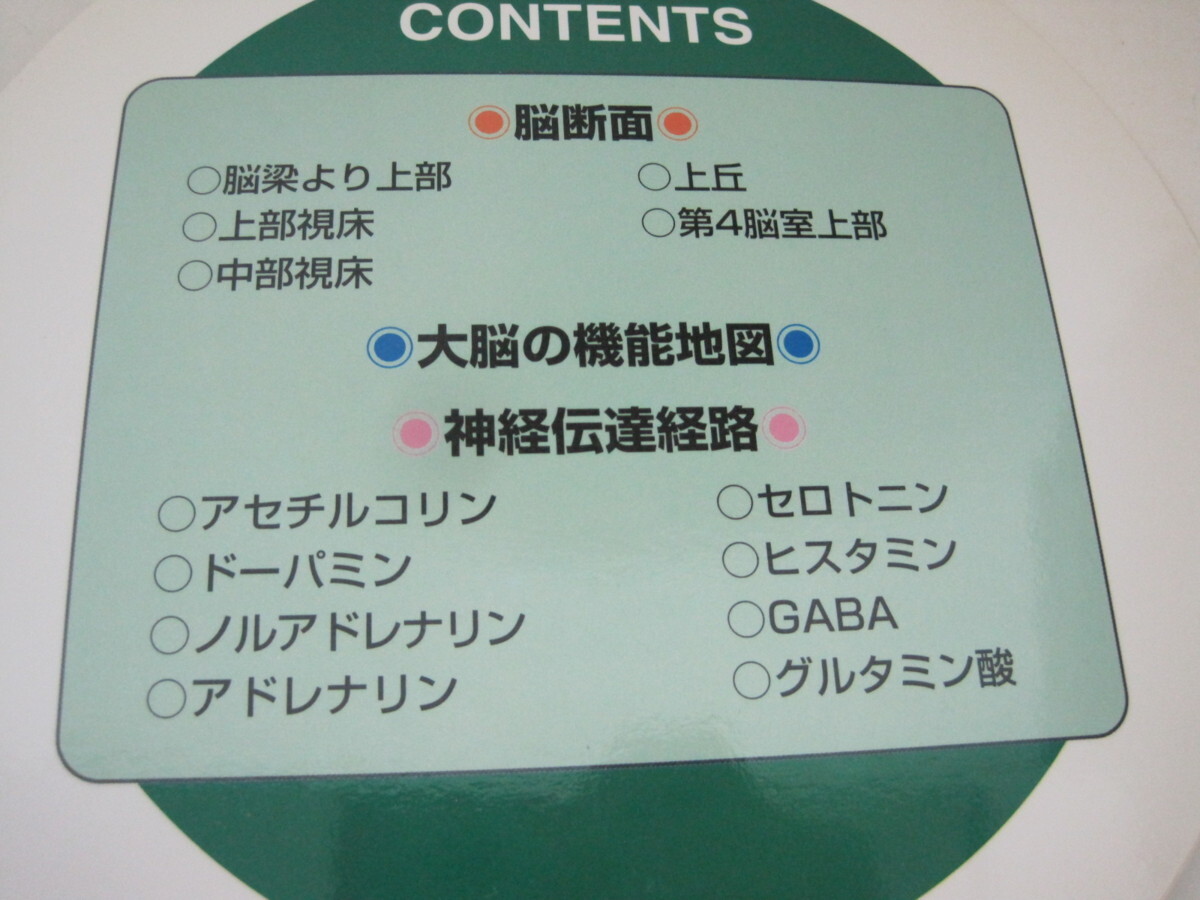 CONTENTS
脳断面
○脳梁より上部
○上部視床
○中部視床
○上丘
○第4脳室上部
大脳の機能地図
神経伝達経路
○アセチルコリン
○ドーパミン
○ノルアドレナリン
○アドレナリン
○セロトニン
○ヒスタミン
○GABA
○グルタミン酸